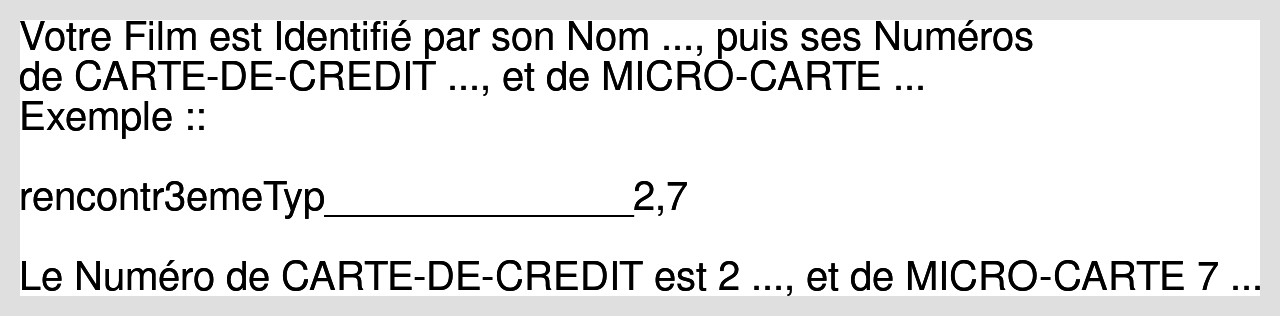 Votre Film est Identifié par son Nom ..., puis ses Numéros
de CARTE-DE-CREDIT ..., et de MICRO-CARTE ...
Exemple ::
rencontr3emeTyp______________2,7
Le Numéro de CARTE-DE-CREDIT est 2 ..., et de MICRO-CARTE 7 ...